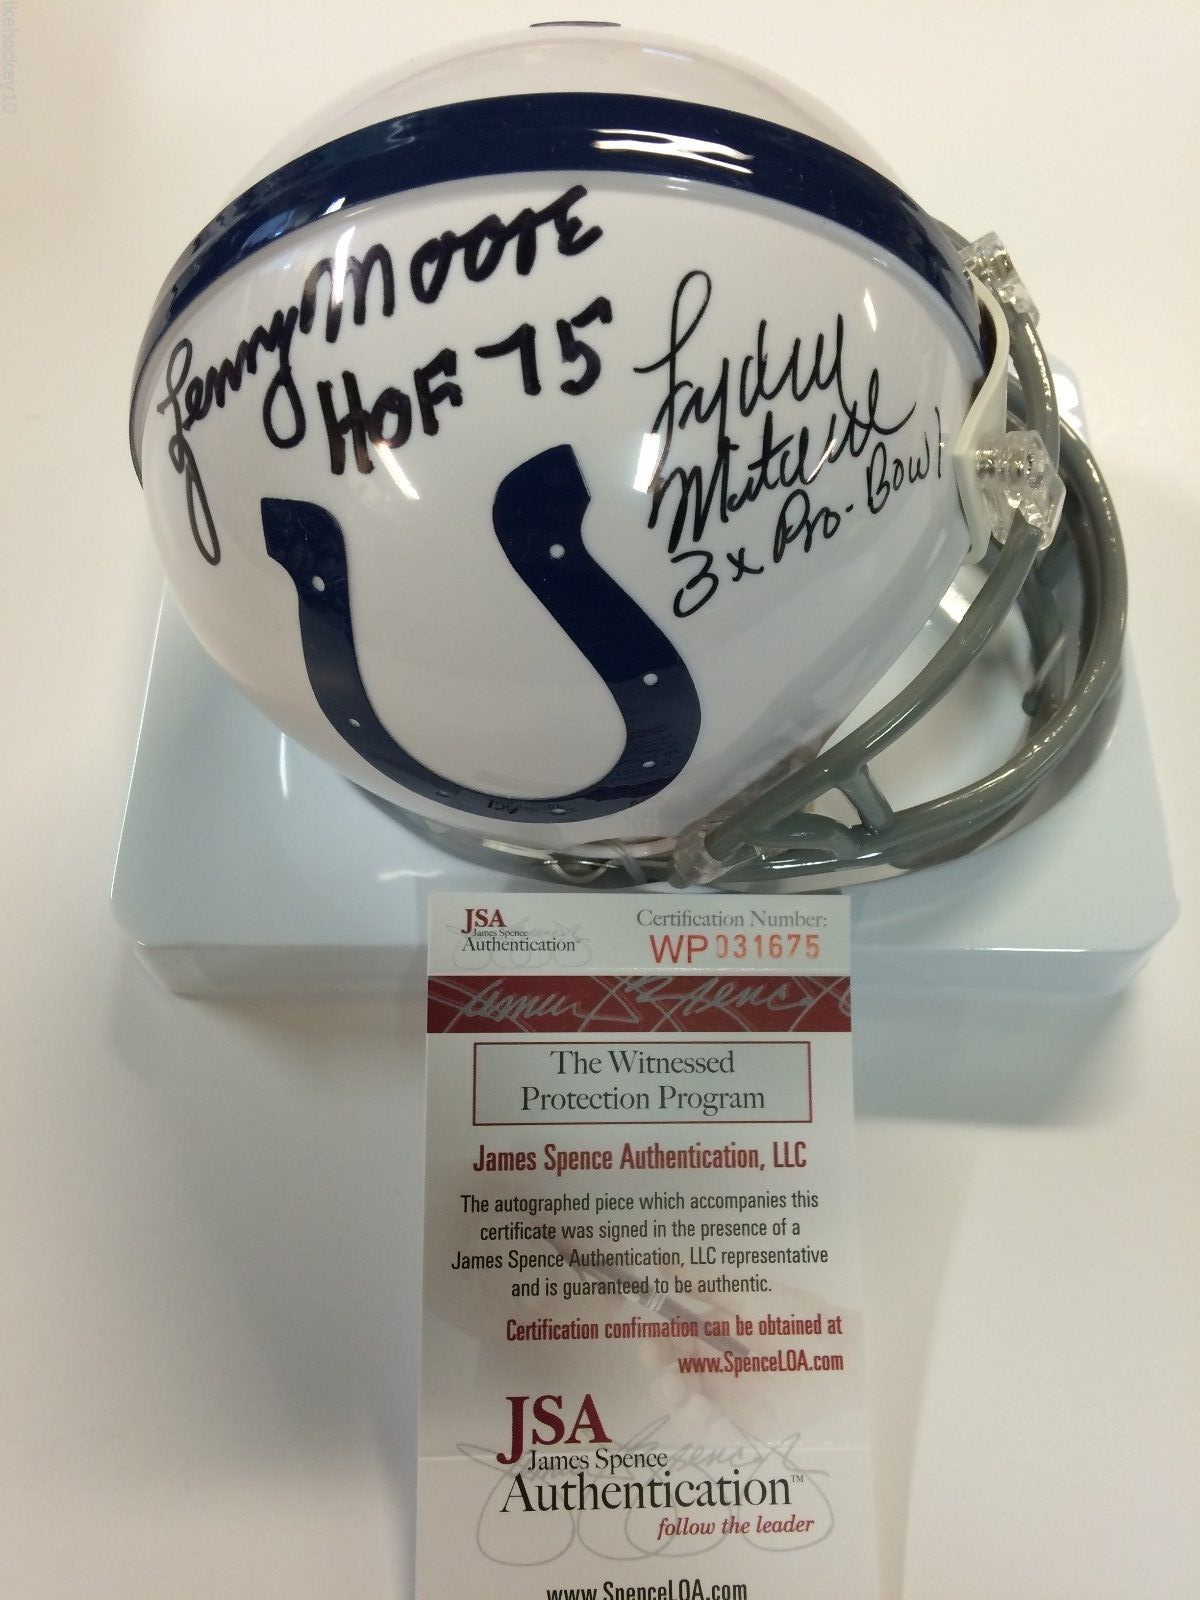 lkehockey10
Lenny Moore
HOF 75
Lydell
Mitchell
3x Pro-Bowl
JSA
James Spence
Authentication™
Certification Number:
WP031675
The Witnessed
Protection Program
James Spence Authentication, LLC
The autographed piece which accompanies this
certificate was signed in the presence of a
James Spence Authentication, LLC representative
and is guaranteed to be authentic.
Certification confirmation can be obtained at
www.SpenceLOA.com
JSA
James Spence
Authentication™
follow the leader
www.SpenceLOA.com